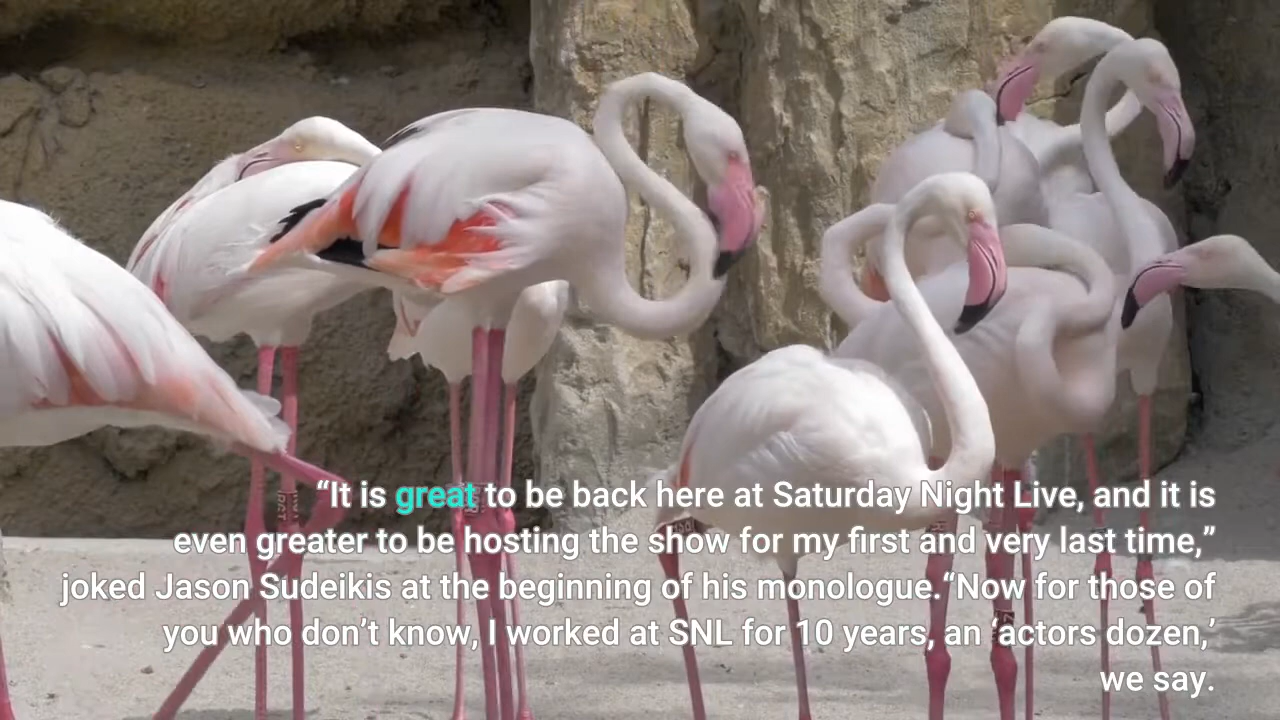 “It is great to be back here at Saturday Night Live, and it is
even greater to be hosting the show for my first and very last time,”
joked Jason Sudeikis at the beginning of his monologue.“Now for those of
you who don’t know, I worked at SNL for 10 years, an ‘actors dozen,’
we say.